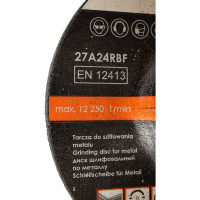 27A24RBF
EN 12413
max. 12 250 1/min
Tarcza do szlifowania
metalu
Grinding disc for metal
диск шлифовальный
по металлу
Schleifscheibe für Metall